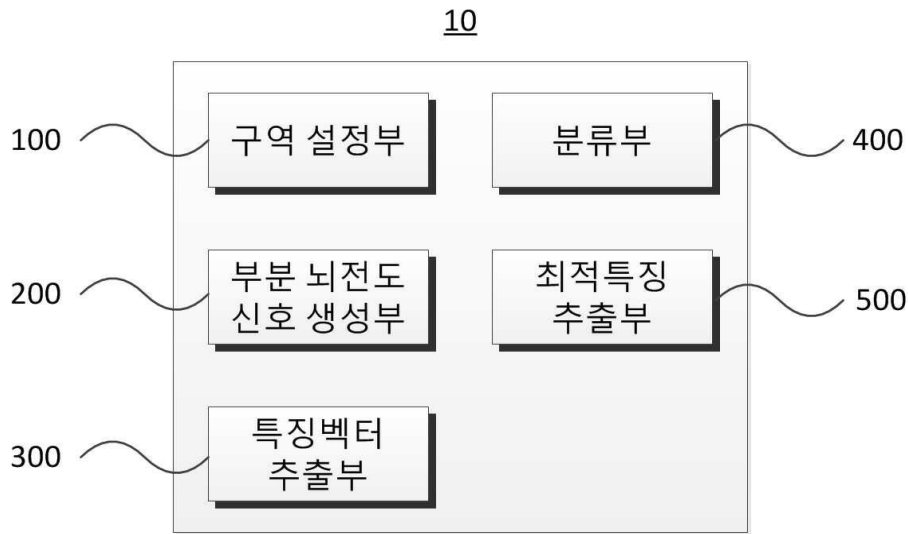 10
100
구역 설정부
분류부
400
200
부분 뇌전도
신호 생성부
최적특징
추출부
500
300
특징벡터
추출부